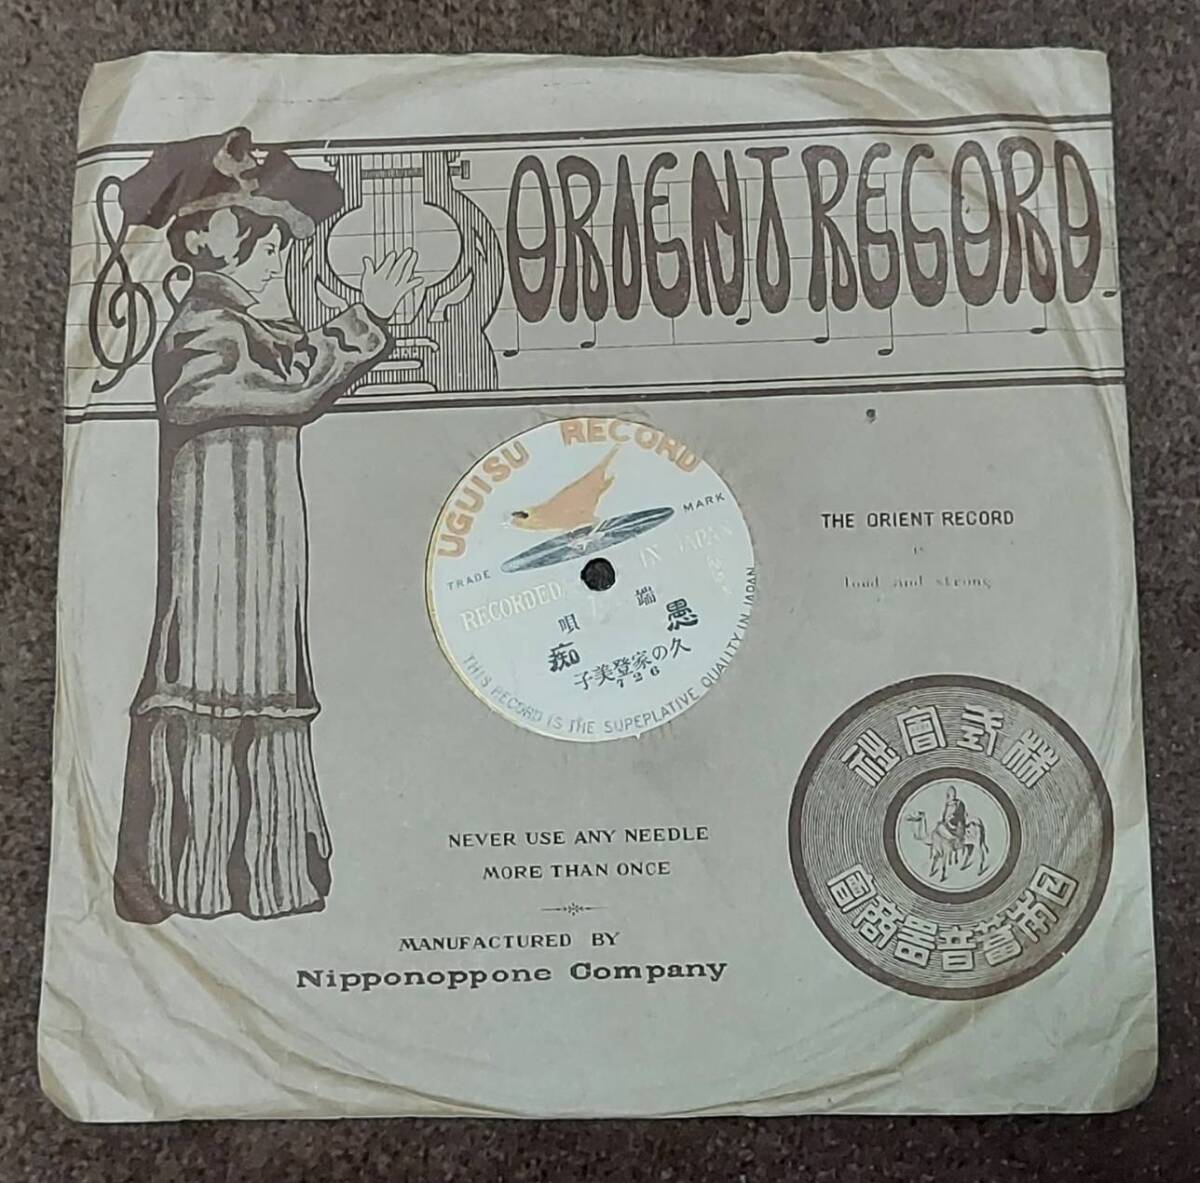 ORIENT RECORD
UGUISU RECORD
TRADE MARK
RECORDED IN JAPAN
端唄
愚痴
久の家登美子
726
THIS RECORD IS THE SUPEPLATIVE QUALITY IN JAPAN
THE ORIENT RECORD
is
loud and strong
NEVER USE ANY NEEDLE
MORE THAN ONCE
MANUFACTURED BY
Nipponoppone Company
株式會社
日本蓄音器商會